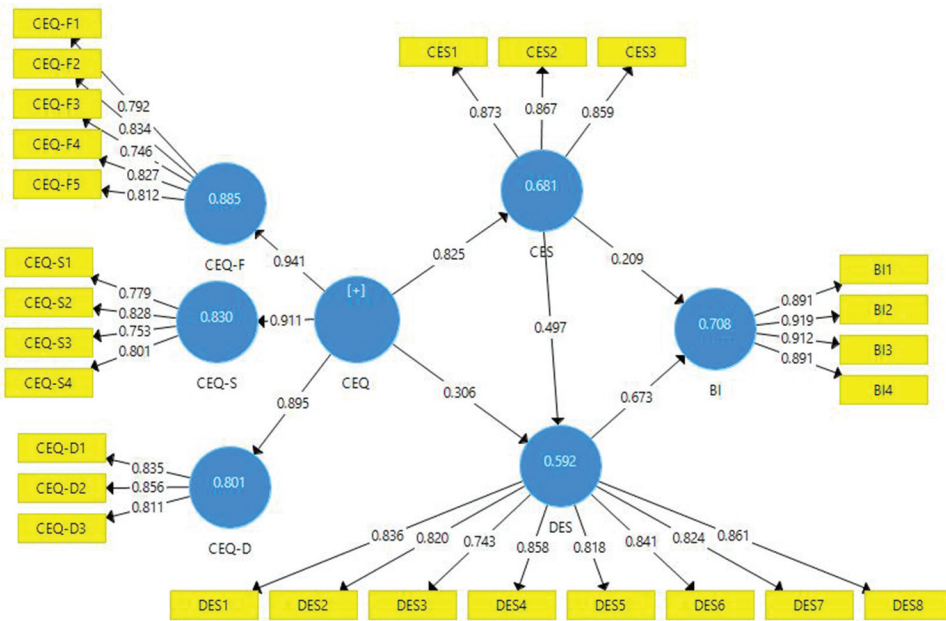 CEQ-F1
CEQ-F2
CEQ-F3
CEQ-F4
CEQ-F5
0.792
0.834
0.746
0.827
0.812
0.885
CEQ-F
0.941
CEQ-S1
CEQ-S2
CEQ-S3
CEQ-S4
0.779
0.828
0.753
0.801
0.830
CEQ-S
0.911
CEQ-D1
CEQ-D2
CEQ-D3
0.835
0.856
0.811
0.801
CEQ-D
0.895
[+]
CEQ
0.825
0.306
CES1
CES2
CES3
0.873
0.867
0.859
0.681
CES
0.209
0.497
0.708
BI
0.673
0.891
0.919
0.912
0.891
BI1
BI2
BI3
BI4
0.592
DES
0.836
0.820
0.743
0.858
0.818
0.841
0.824
0.861
DES1
DES2
DES3
DES4
DES5
DES6
DES7
DES8